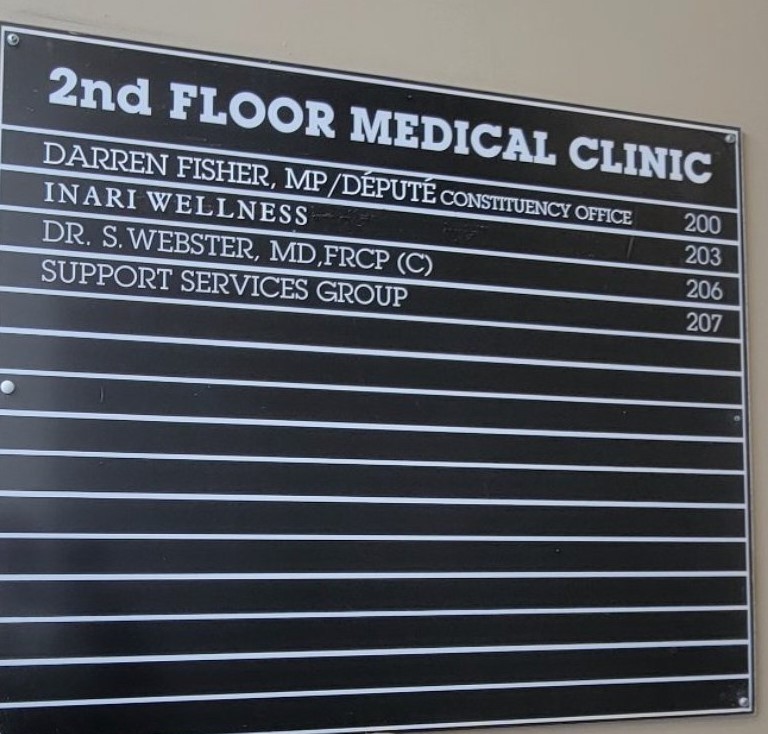 2nd FLOOR MEDICAL CLINIC
DARREN FISHER, MP/DÉPUTÉ CONSTITUENCY OFFICE 200
INARI WELLNESS 203
DR. S. WEBSTER, MD,FRCP (C) 206
SUPPORT SERVICES GROUP 207